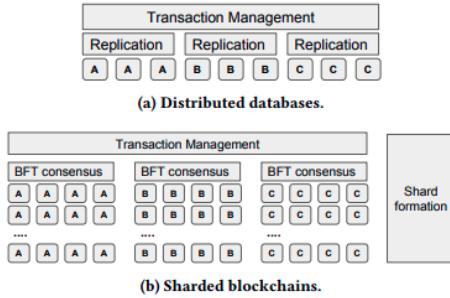 Transaction Management
Replication Replication Replication
A A A B B B C C C
(a) Distributed databases.
Transaction Management
BFT consensus BFT consensus BFT consensus
A A A A B B B B C C C C
A A A A B B B B C C C C
.... .... ....
A A A A B B B B C C C C
Shard
formation
(b) Sharded blockchains.